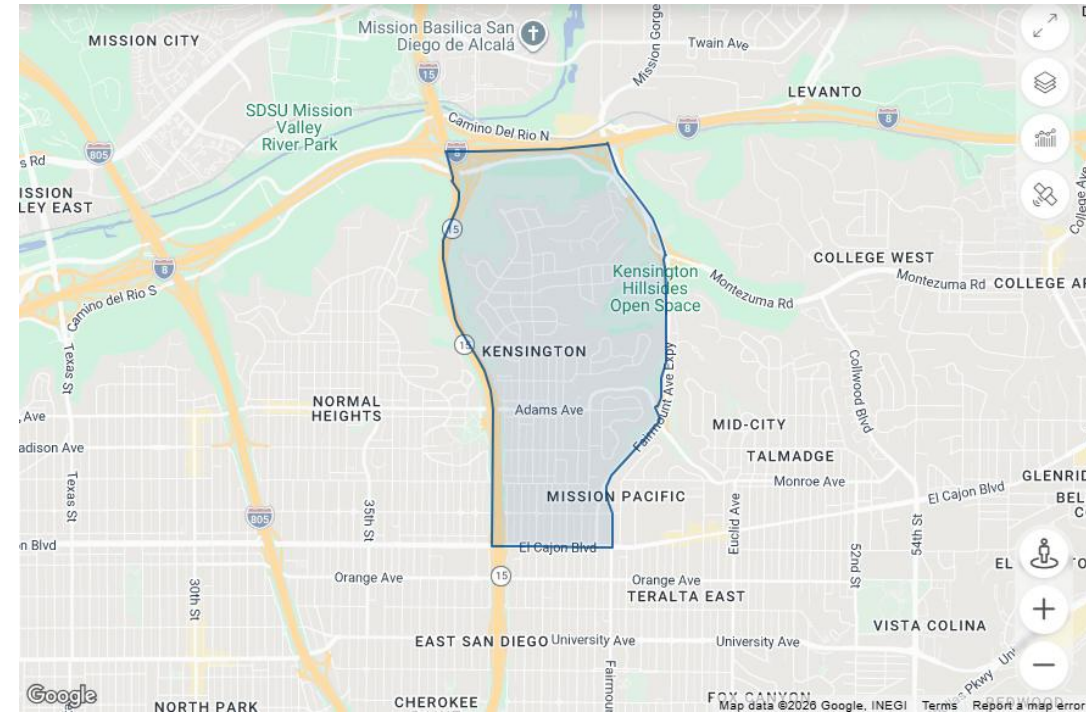 MISSION CITY
Mission Basilica San
Diego de Alcalá
Mission Gorge
Twain Ave
15
LEVANTO
SDSU Mission
Valley
River Park
Camino Del Rio N
8
8
8
805
s Rd
ISSION
LEY EAST
15
College Ave
COLLEGE WEST
8
Kensington
Hillsides
Open Space
Montezuma Rd
Montezuma Rd
COLLEGE AR
Camino del Rio S
Texas St
15
KENSINGTON
Fairmount Ave Expy
Collwood Blvd
NORMAL
HEIGHTS
Adams Ave
Ave
MID-CITY
adison Ave
TALMADGE
Monroe Ave
GLENRID
Texas St
35th St
MISSION PACIFIC
El Cajon Blvd
BEL
Euclid Ave
54th St
805
n Blvd
El Cajon Blvd
52nd St
EL
Orange Ave
15
Orange Ave
30th St
TERALTA EAST
VISTA COLINA
EAST SAN DIEGO
University Ave
University Ave
Fairmou
Google
NORTH PARK
CHEROKEE
FOX CANYON
Map data ©2026 Google, INEGI
Terms
Report a map error